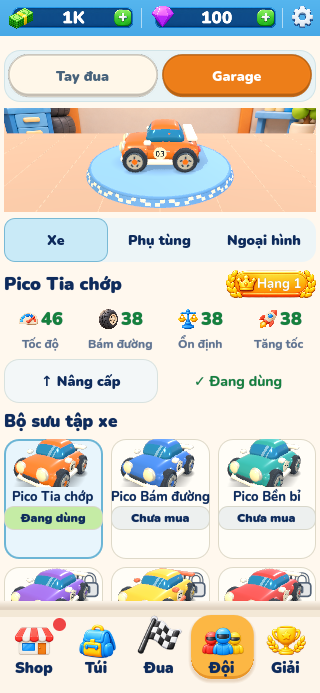 1K + 100 +
Tay đua Garage
03
Xe Phụ tùng Ngoại hình
Pico Tia chớp Hạng 1
46 38 38 38
Tốc độ Bám đường Ổn định Tăng tốc
↑ Nâng cấp ✓ Đang dùng
Bộ sưu tập xe
Pico Tia chớp Pico Bám đường Pico Bền bỉ
Đang dùng Chưa mua Chưa mua
Shop Túi Đua Đội Giải